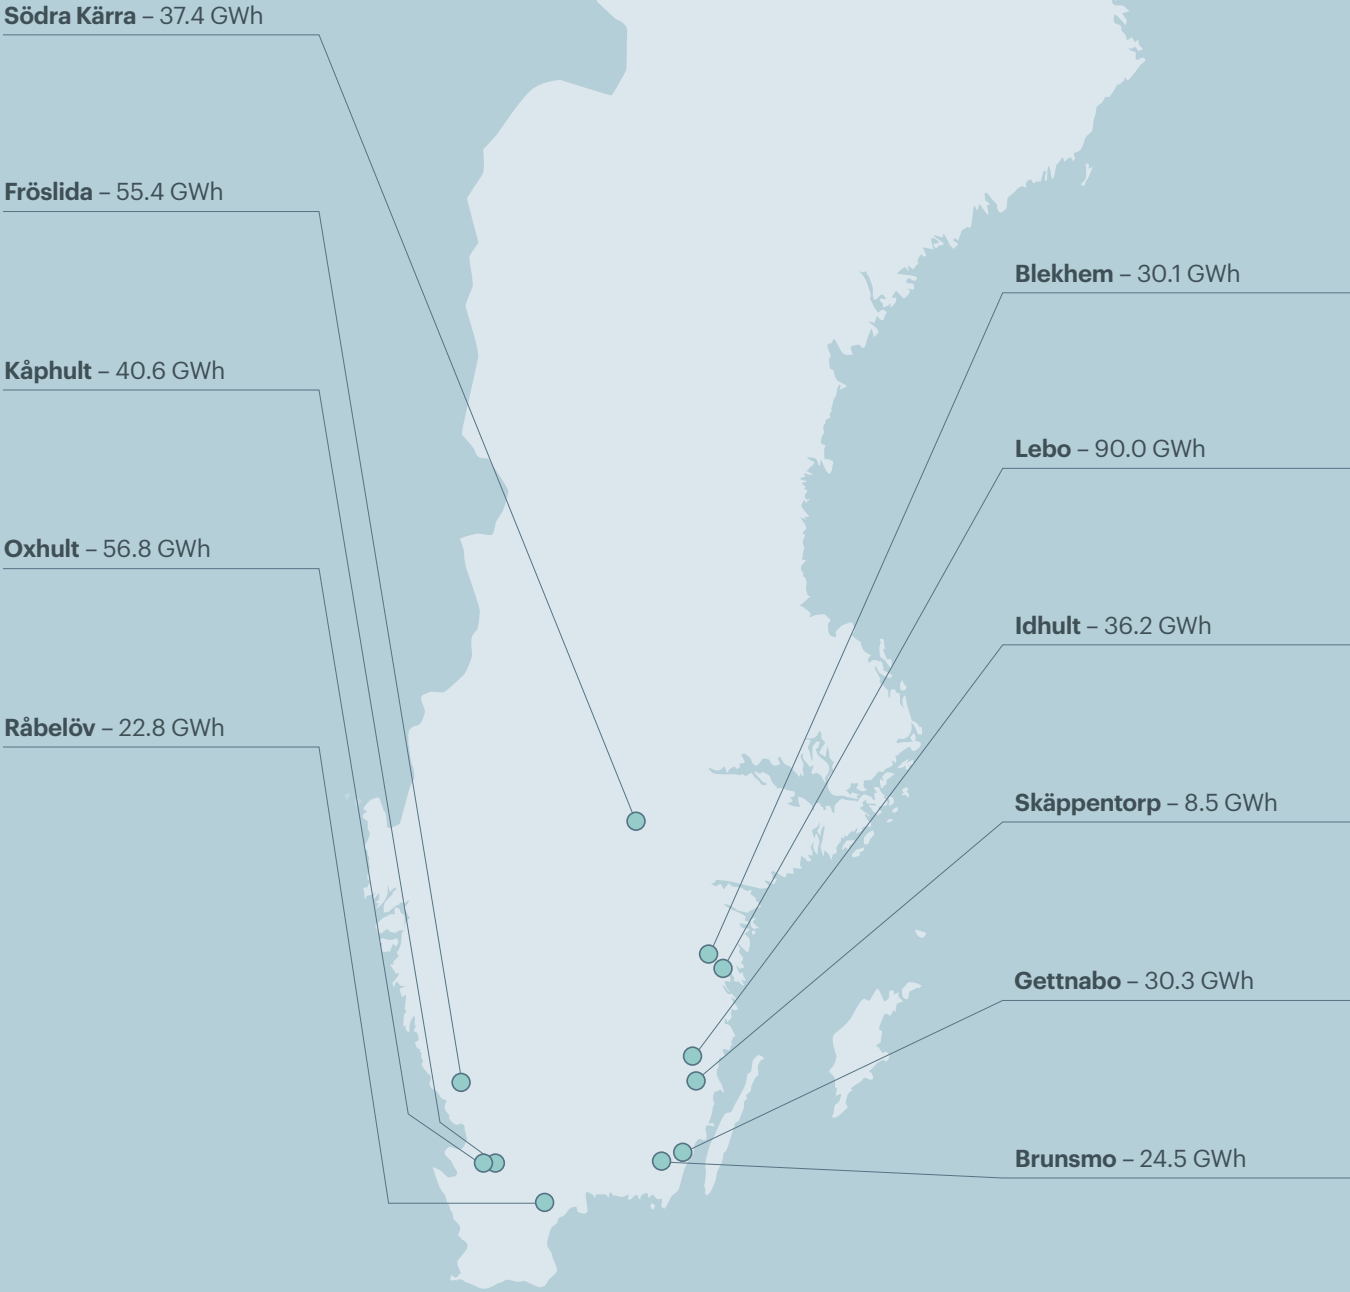 Södra Kärra – 37.4 GWh
Fröslida – 55.4 GWh
Kåphult – 40.6 GWh
Oxhult – 56.8 GWh
Råbelöv – 22.8 GWh
Blekhem – 30.1 GWh
Lebo – 90.0 GWh
Idhult – 36.2 GWh
Skäppentorp – 8.5 GWh
Gettnabo – 30.3 GWh
Brunsmo – 24.5 GWh